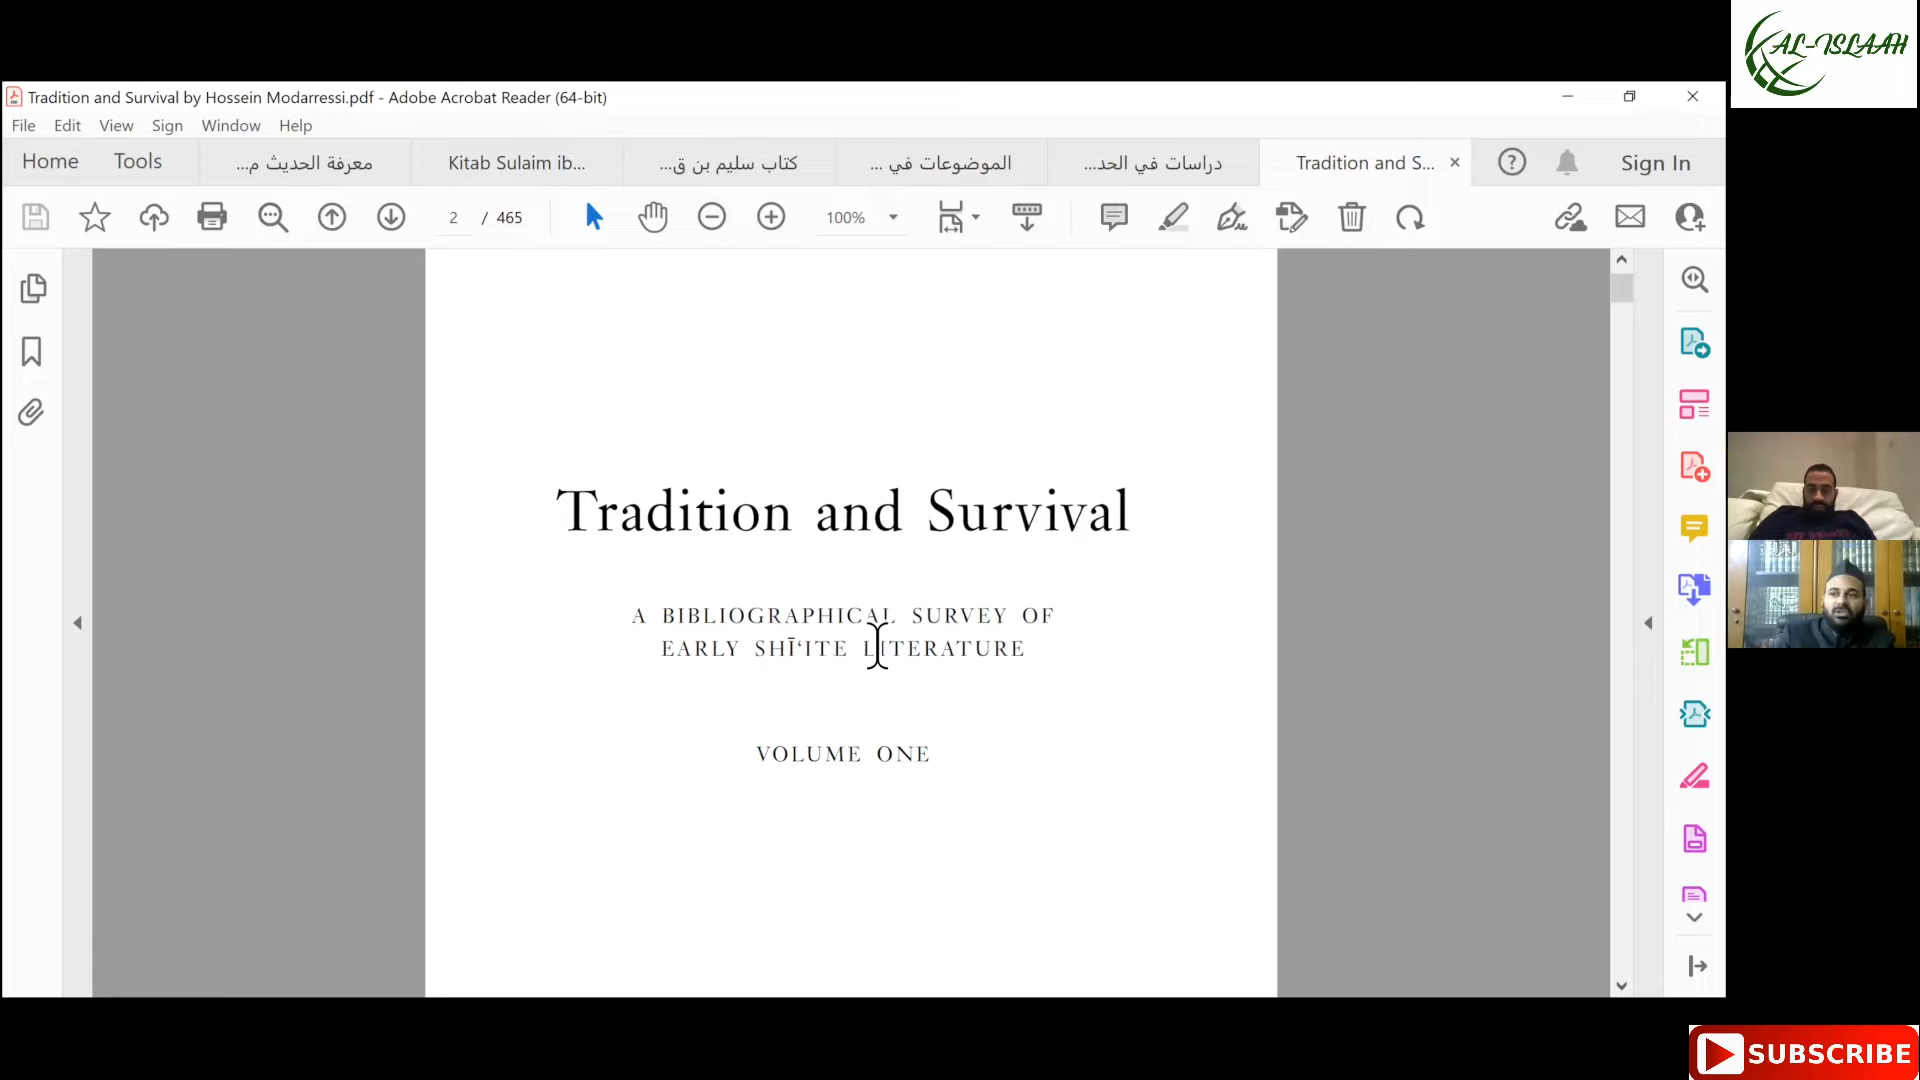 AL-ISLAAH
Tradition and Survival by Hossein Modarressi.pdf - Adobe Acrobat Reader (64-bit)
File Edit View Sign Window Help
Home Tools معرفة الحديث م... Kitab Sulaim ib... كتاب سليم بن ق... الموضوعات في ... دراسات في الحد... Tradition and S... Sign In
2 / 465 100%
Tradition and Survival
A BIBLIOGRAPHICAL SURVEY OF
EARLY SHĪ‘ITE LITERATURE
VOLUME ONE
SUBSCRIBE